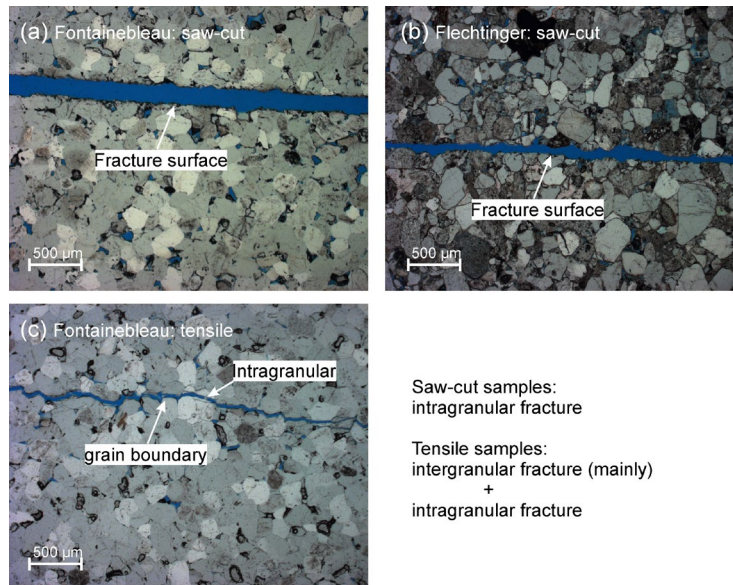 (a) Fontainebleau: saw-cut
Fracture surface
500 µm
(b) Flechtinger: saw-cut
Fracture surface
500 µm
(c) Fontainebleau: tensile
Intragranular
grain boundary
500 µm
Saw-cut samples:
intragranular fracture
Tensile samples:
intergranular fracture (mainly)
+
intragranular fracture